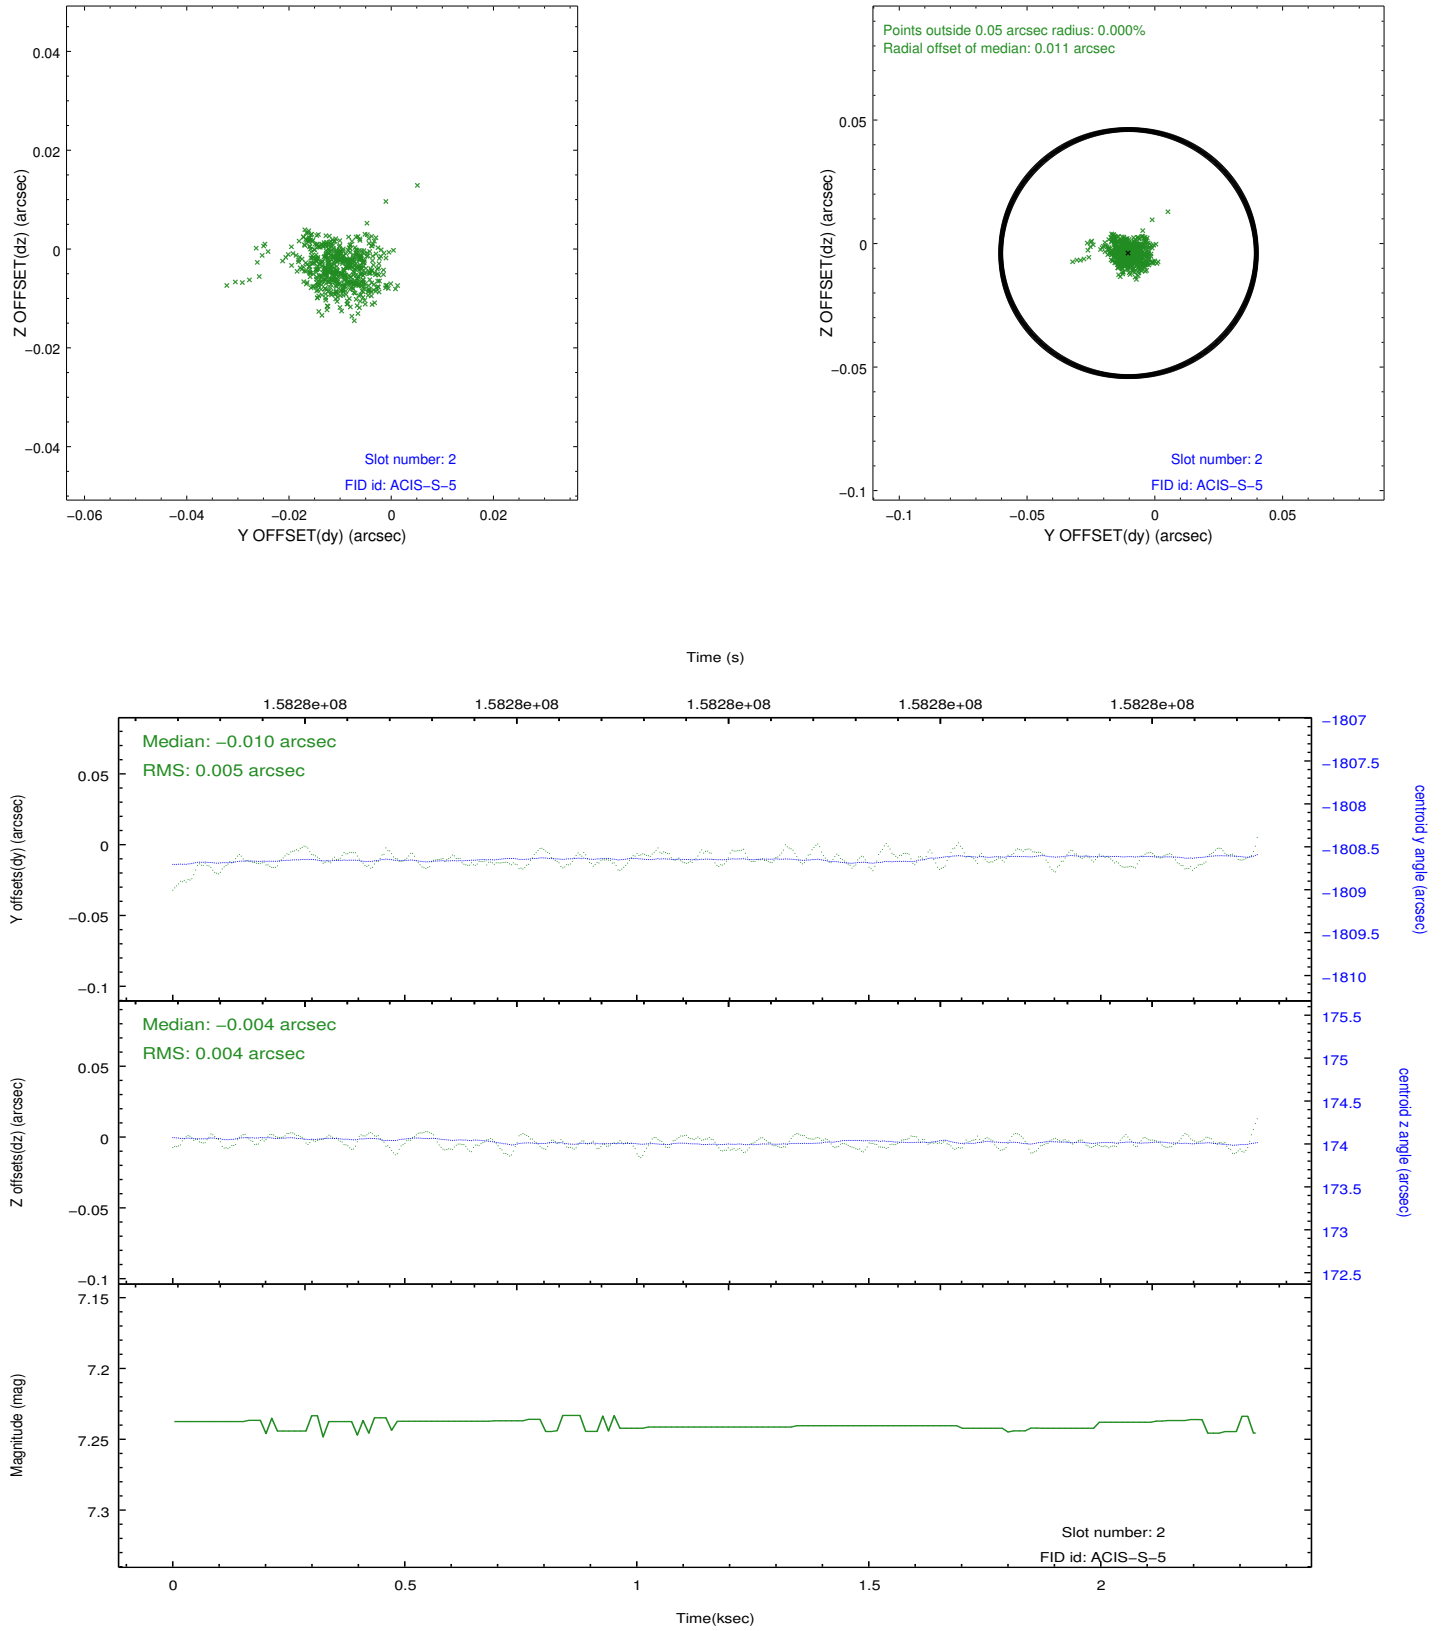 0.04
0.02
0
−0.02
−0.04
Z OFFSET(dz) (arcsec)
Slot number: 2
FID id: ACIS−S−5
−0.06
−0.04
−0.02
0
0.02
Y OFFSET(dy) (arcsec)
Points outside 0.05 arcsec radius: 0.000%
Radial offset of median: 0.011 arcsec
0.05
0
−0.05
−0.1
Z OFFSET(dz) (arcsec)
Slot number: 2
FID id: ACIS−S−5
−0.1
−0.05
0
0.05
Y OFFSET(dy) (arcsec)
Time (s)
1.5828e+08
1.5828e+08
1.5828e+08
1.5828e+08
1.5828e+08
Median: −0.010 arcsec
RMS: 0.005 arcsec
0.05
0
−0.05
−0.1
Y offsets(dy) (arcsec)
−1807
−1807.5
−1808
−1808.5
−1809
−1809.5
−1810
centroid y angle (arcsec)
Median: −0.004 arcsec
RMS: 0.004 arcsec
0.05
0
−0.05
−0.1
Z offsets(dz) (arcsec)
175.5
175
174.5
174
173.5
173
172.5
centroid z angle (arcsec)
7.15
7.2
7.25
7.3
Magnitude (mag)
Slot number: 2
FID id: ACIS−S−5
0
0.5
1
1.5
2
Time(ksec)